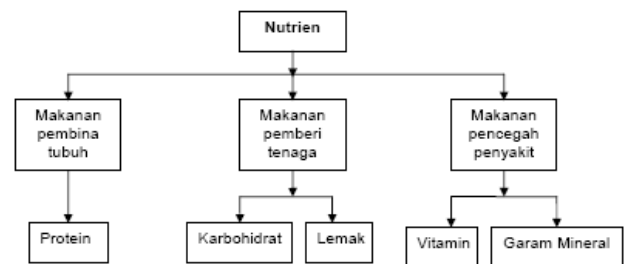 Nutrien
Makanan
pembina
tubuh
Makanan
pemberi
tenaga
Makanan
pencegah
penyakit
Protein
Karbohidrat
Lemak
Vitamin
Garam Mineral